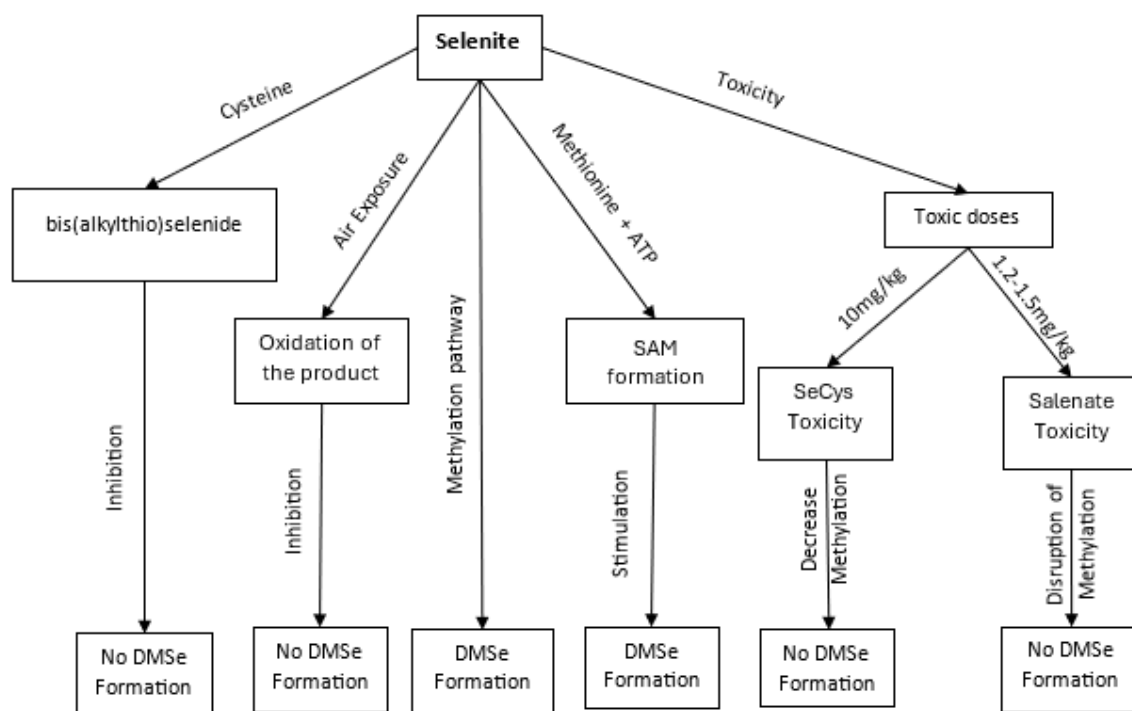 Selenite
Cysteine
Air Exposure
Methylation pathway
Methionine + ATP
Toxicity
bis(alkylthio)selenide
Toxic doses
10mg/kg
1.2-1.5mg/kg
Oxidation of
the product
SAM
formation
SeCys
Toxicity
Salenate
Toxicity
Inhibition
Inhibition
Stimulation
Decrease
Methylation
Disruption of
Methylation
No DMSe
Formation
No DMSe
Formation
DMSe
Formation
DMSe
Formation
No DMSe
Formation
No DMSe
Formation